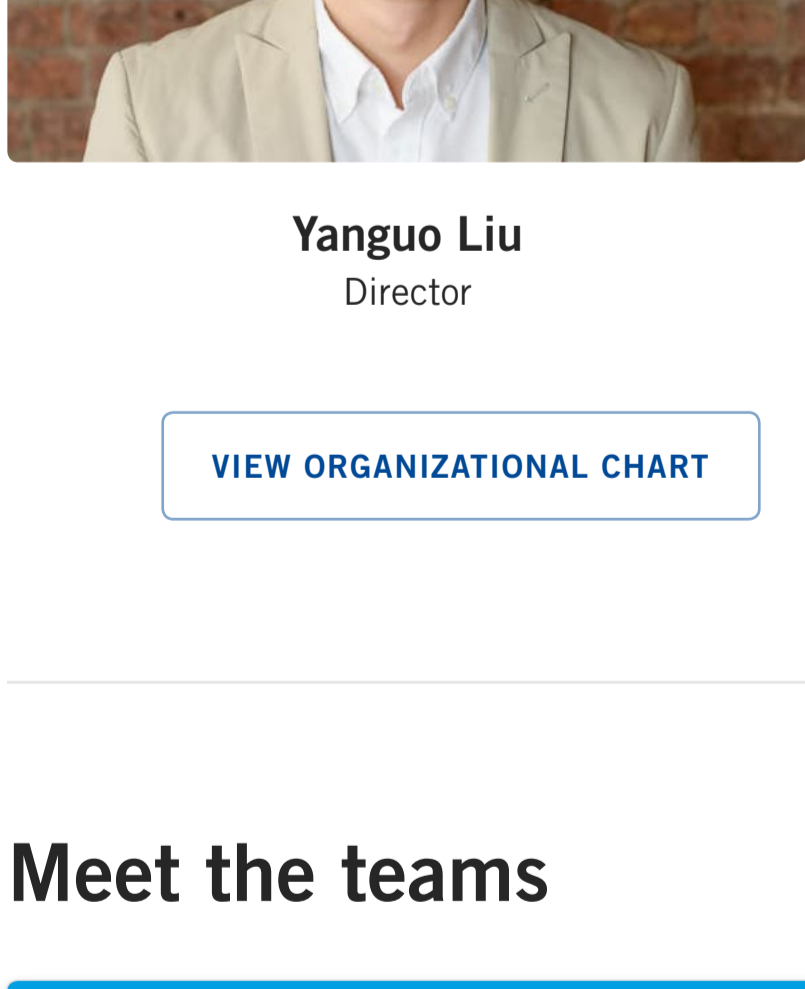 Yanguo Liu
Director
VIEW ORGANIZATIONAL CHART
Meet the teams